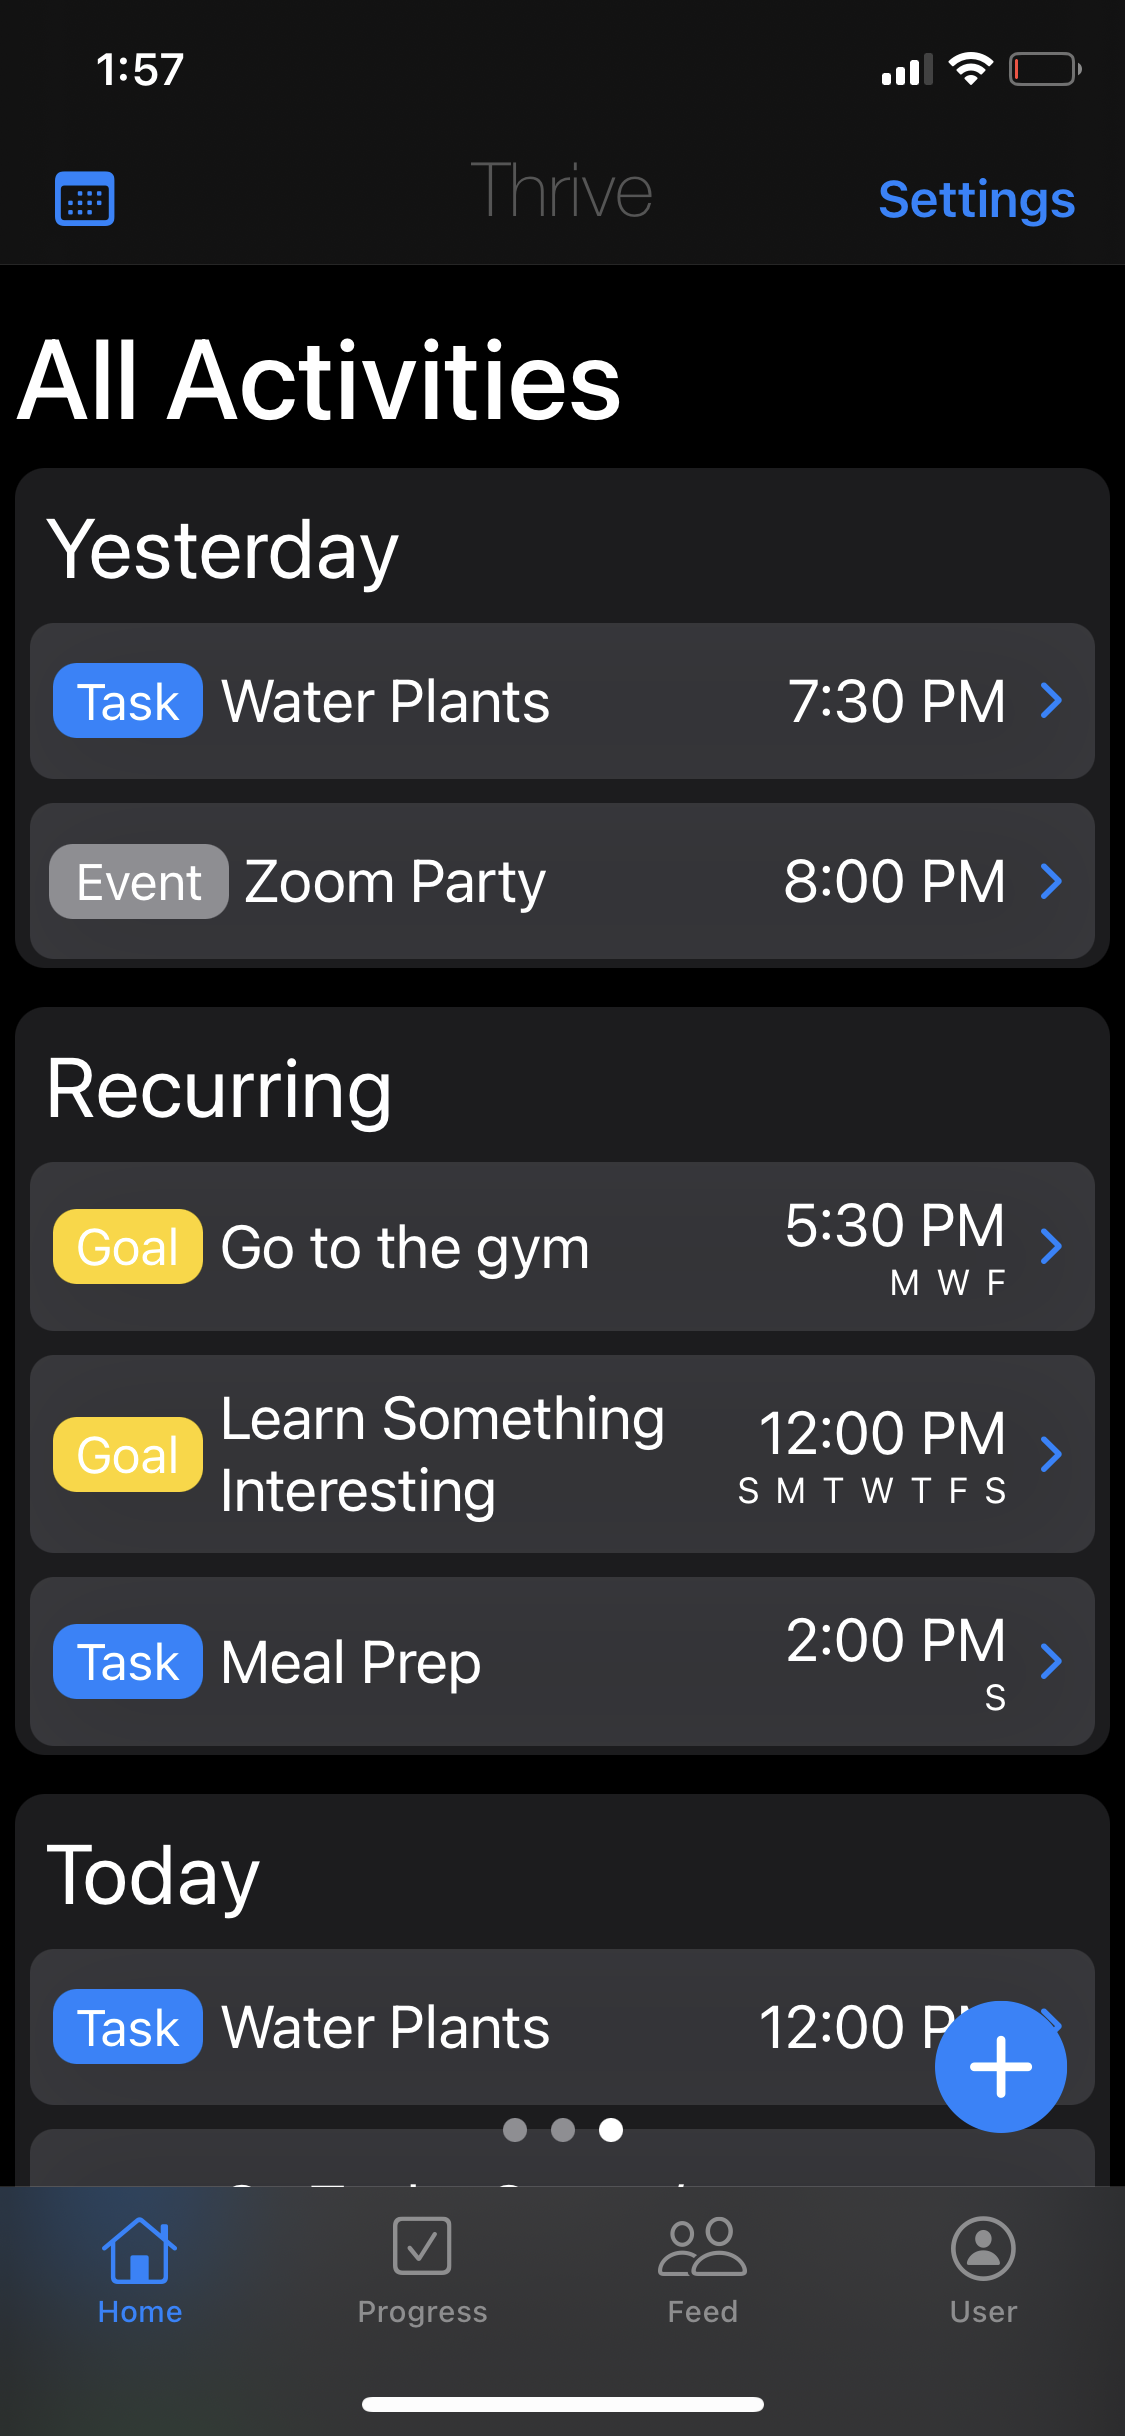 1:57
Thrive
Settings
All Activities
Yesterday
Task Water Plants 7:30 PM
Event Zoom Party 8:00 PM
Recurring
Goal Go to the gym 5:30 PM
M W F
Goal Learn Something Interesting 12:00 PM
S M T W T F S
Task Meal Prep 2:00 PM
S
Today
Task Water Plants 12:00
Home Progress Feed User